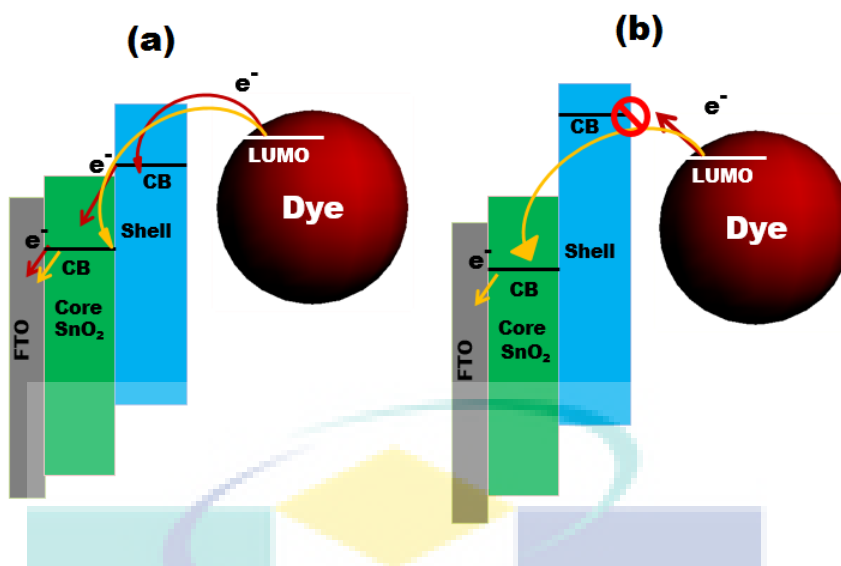 (a)
e-
LUMO
Dye
e-
CB
Shell
e-
CB
Core
SnO2
FTO
(b)
e-
CB
LUMO
Dye
Shell
e-
CB
Core
SnO2
FTO